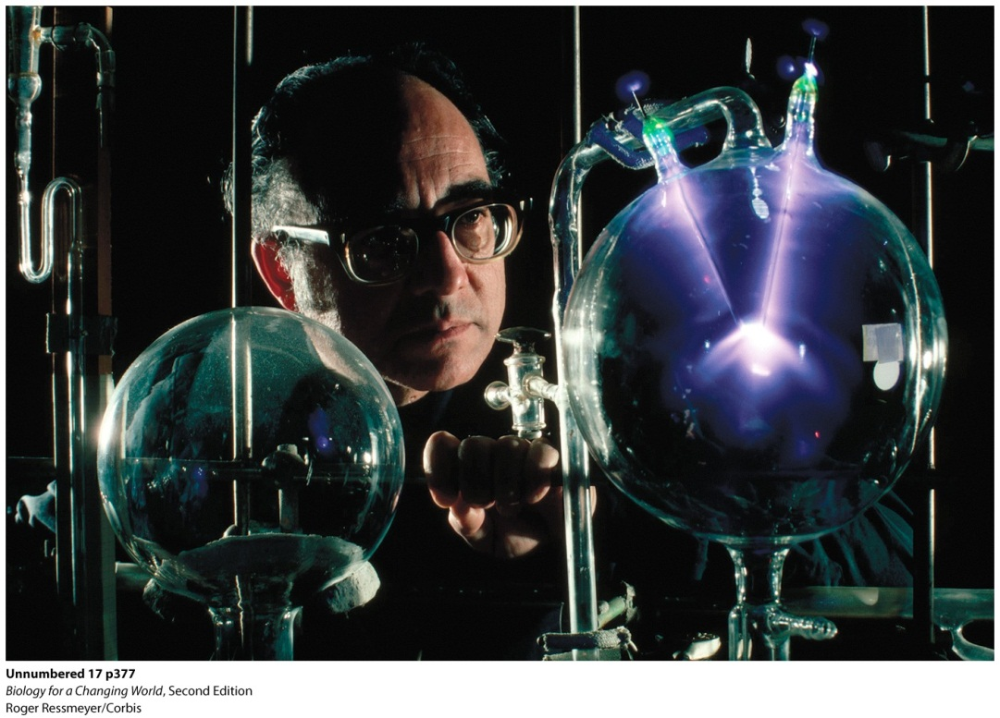 Unnumbered 17 p377
Biology for a Changing World, Second Edition
Roger Ressmeyer/Corbis